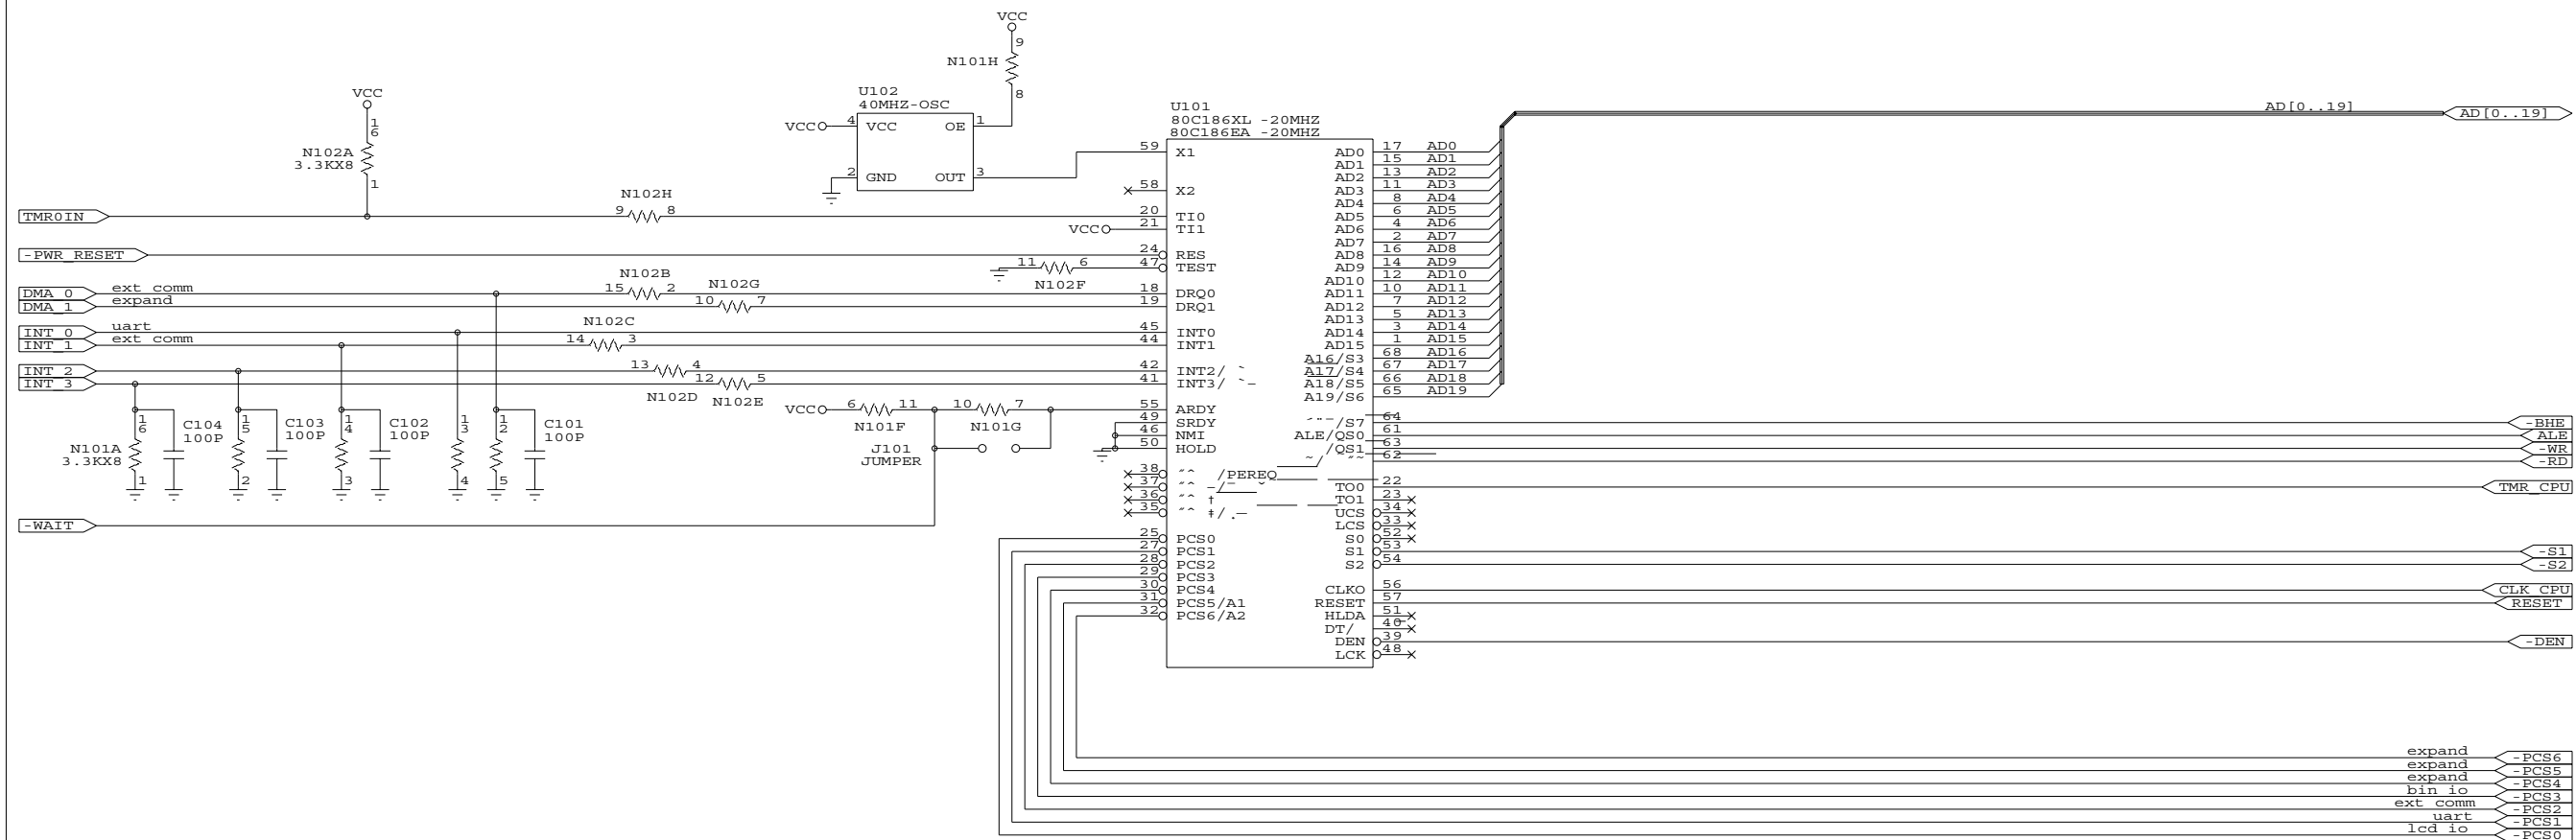 VCC
9
N101H
8
VCC
16
N102A
3.3KX8
1
U102
40MHZ-OSC
VCC 4 VCC OE 1
2 GND OUT 3
U101
80C186XL -20MHZ
80C186EA -20MHZ
AD[0..19] AD[0..19]
59 X1 AD0 17 AD0
AD1 15 AD1
AD2 13 AD2
58 X2 AD3 11 AD3
AD4 8 AD4
TMR0IN N102H 9 8 20 TI0 AD5 6 AD5
VCC 21 TI1 AD6 4 AD6
AD7 2 AD7
-PWR_RESET 24 RES AD8 16 AD8
11 6 N102F 47 TEST AD9 14 AD9
AD10 12 AD10
DMA_0 ext comm 15 N102B 2 18 DRQ0 AD11 10 AD11
DMA_1 expand 10 N102G 7 19 DRQ1 AD12 7 AD12
AD13 5 AD13
INT_0 uart 45 INT0 AD14 3 AD14
INT_1 ext comm 14 N102C 3 44 INT1 AD15 1 AD15
A16/S3 68 AD16
INT_2 13 4 N102D 42 INT2/ A17/S4 67 AD17
INT_3 12 5 N102E 41 INT3/ A18/S5 66 AD18
A19/S6 65 AD19
VCC 6 11 N101F 10 7 N101G 55 ARDY
49 SRDY /S7 64 -BHE
46 NMI ALE/QS0 61 ALE
50 HOLD /QS1 63 -WR
62 -RD
J101
JUMPER
N101A
3.3KX8
16 1
C104
100P
15 2
C103
100P
14 3
C102
100P
13 4
12 5
C101
100P
38 /PEREQ
37 TO0 22 TMR_CPU
36 TO1 23
35 UCS 34
-WAIT LCS 33
25 PCS0 S0 52
27 PCS1 S1 53 -S1
28 PCS2 S2 54 -S2
29 PCS3
30 PCS4 CLKO 56 CLK_CPU
31 PCS5/A1 RESET 57 RESET
32 PCS6/A2 HLDA 51
DT/ 40
DEN 39 -DEN
LCK 48
expand -PCS6
expand -PCS5
expand -PCS4
bin io -PCS3
ext comm -PCS2
uart -PCS1
lcd io -PCS0